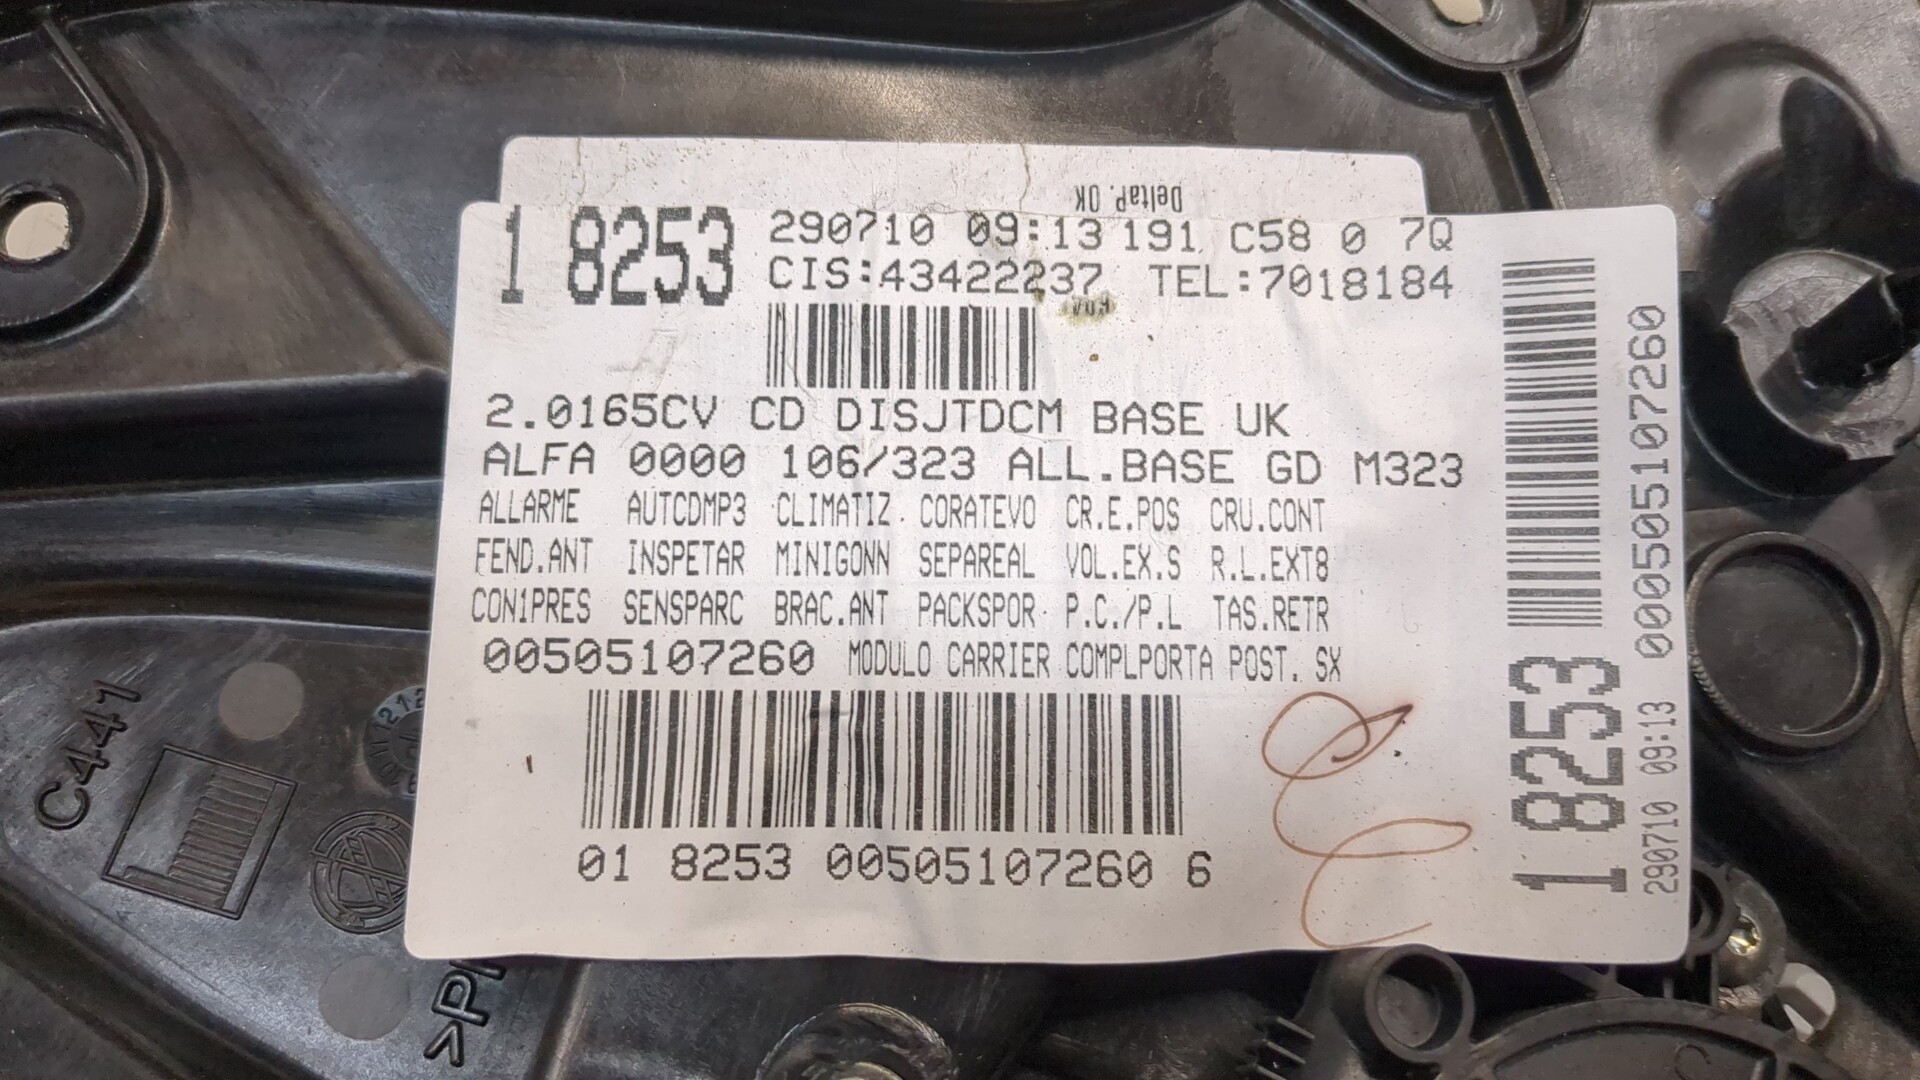 DeltaP. OK
1 8253
290710 09:13 191 C58 0 7Q
CIS:43422237 TEL:7018184
2.0165CV CD DISJTDCM BASE UK
ALFA 0000 106/323 ALL.BASE GD M323
ALLARME AUTCDMP3 CLIMATIZ CORATEVO CR.E.POS CRU.CONT
FEND.ANT INSPETAR MINIGONN SEPAREAL VOL.EX.S R.L.EXT8
CON1PRES SENSPARC BRAC.ANT PACKSPOR P.C./P.L TAS.RETR
00505107260 MODULO CARRIER COMPLPORTA POST. SX
01 8253 00505107260 6
1 8253
000505107260
290710 09:13
C441